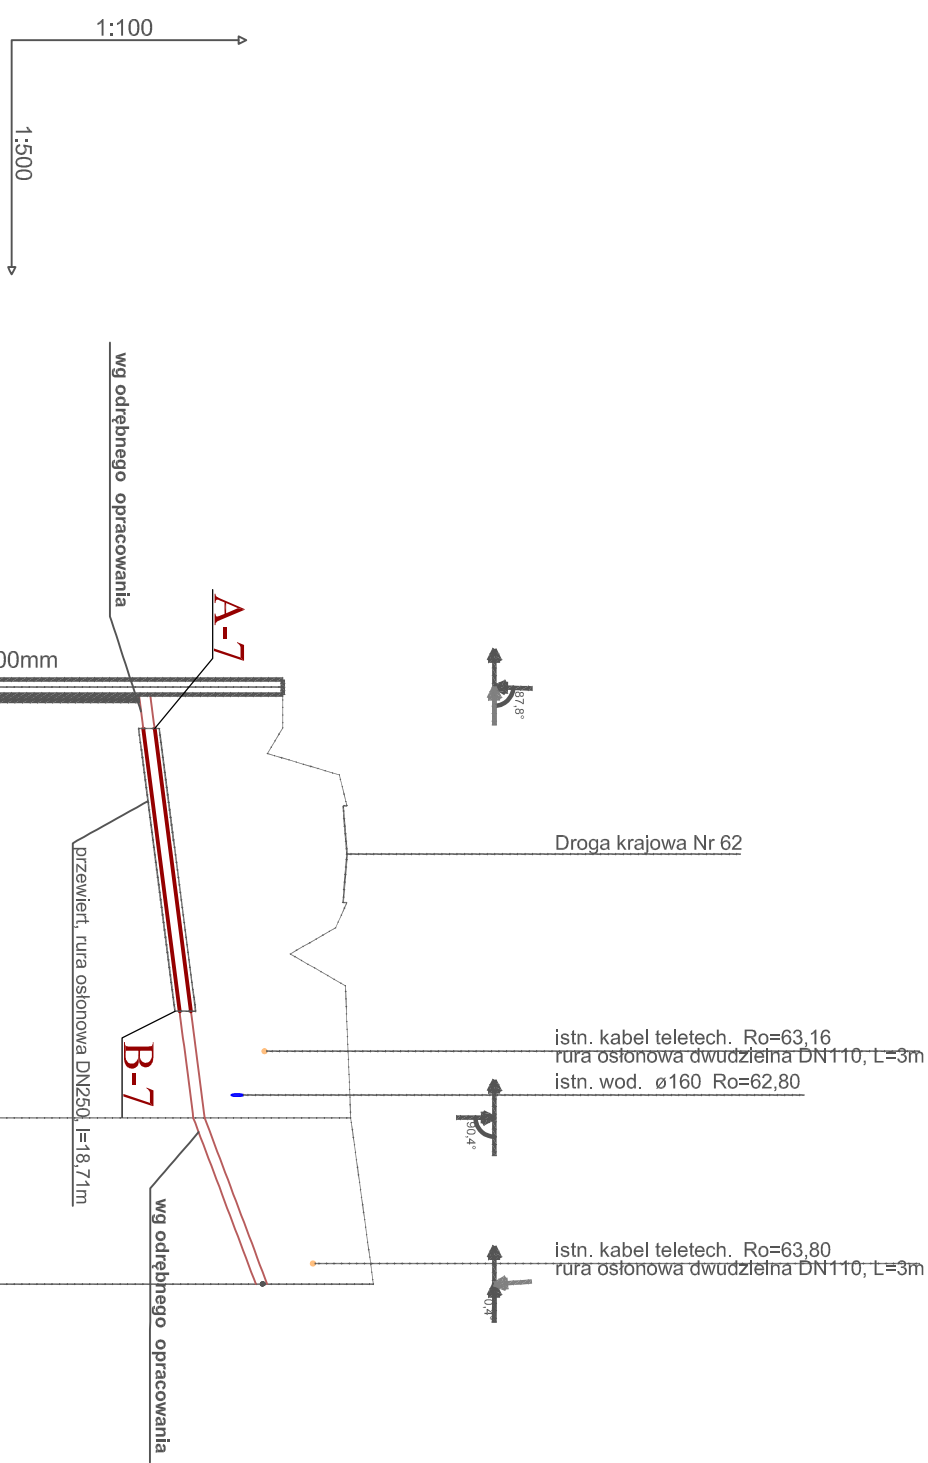 1:100
1:500
wg odrębnego opracowania
A-7
00mm
87,8°
Droga krajowa Nr 62
przewiert, rura osłonowa DN250, l=18,71m
B-7
istn. kabel teletech. Ro=63,16
rura osłonowa dwudzielna DN110, L=3m
istn. wod. ø160 Ro=62,80
90,4°
wg odrębnego opracowania
istn. kabel teletech. Ro=63,80
rura osłonowa dwudzielna DN110, L=3m
0,4°